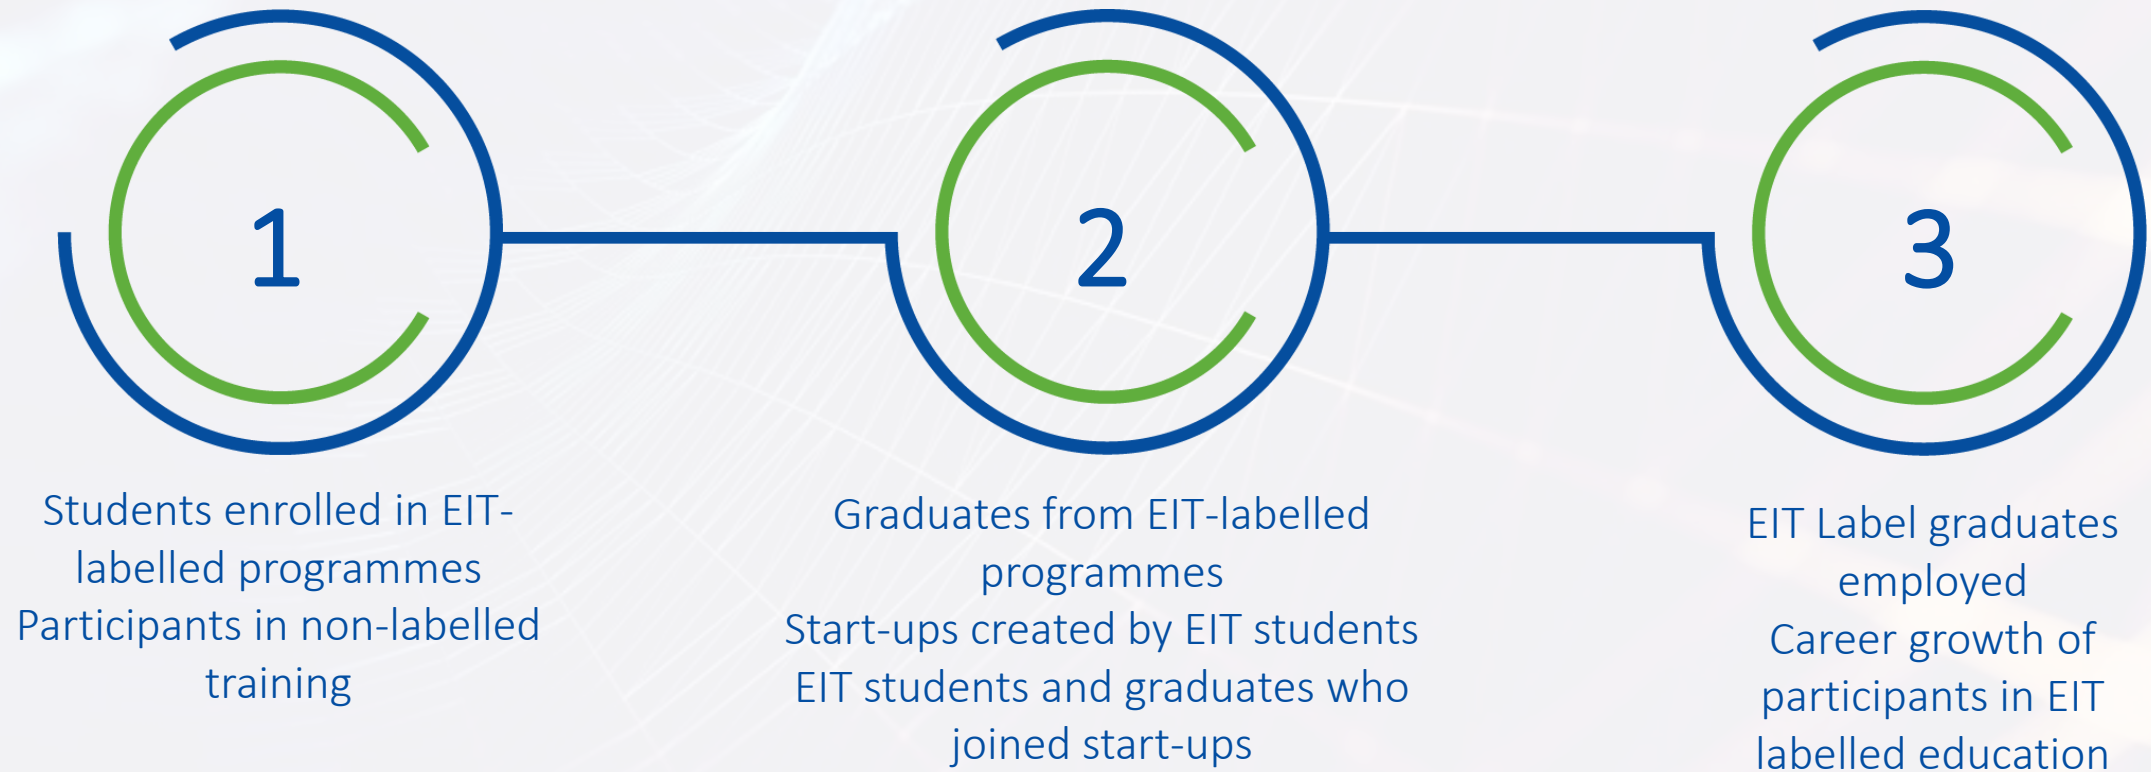 1
Students enrolled in EIT-
labelled programmes
Participants in non-labelled
training
2
Graduates from EIT-labelled
programmes
Start-ups created by EIT students
EIT students and graduates who
joined start-ups
3
EIT Label graduates
employed
Career growth of
participants in EIT
labelled education